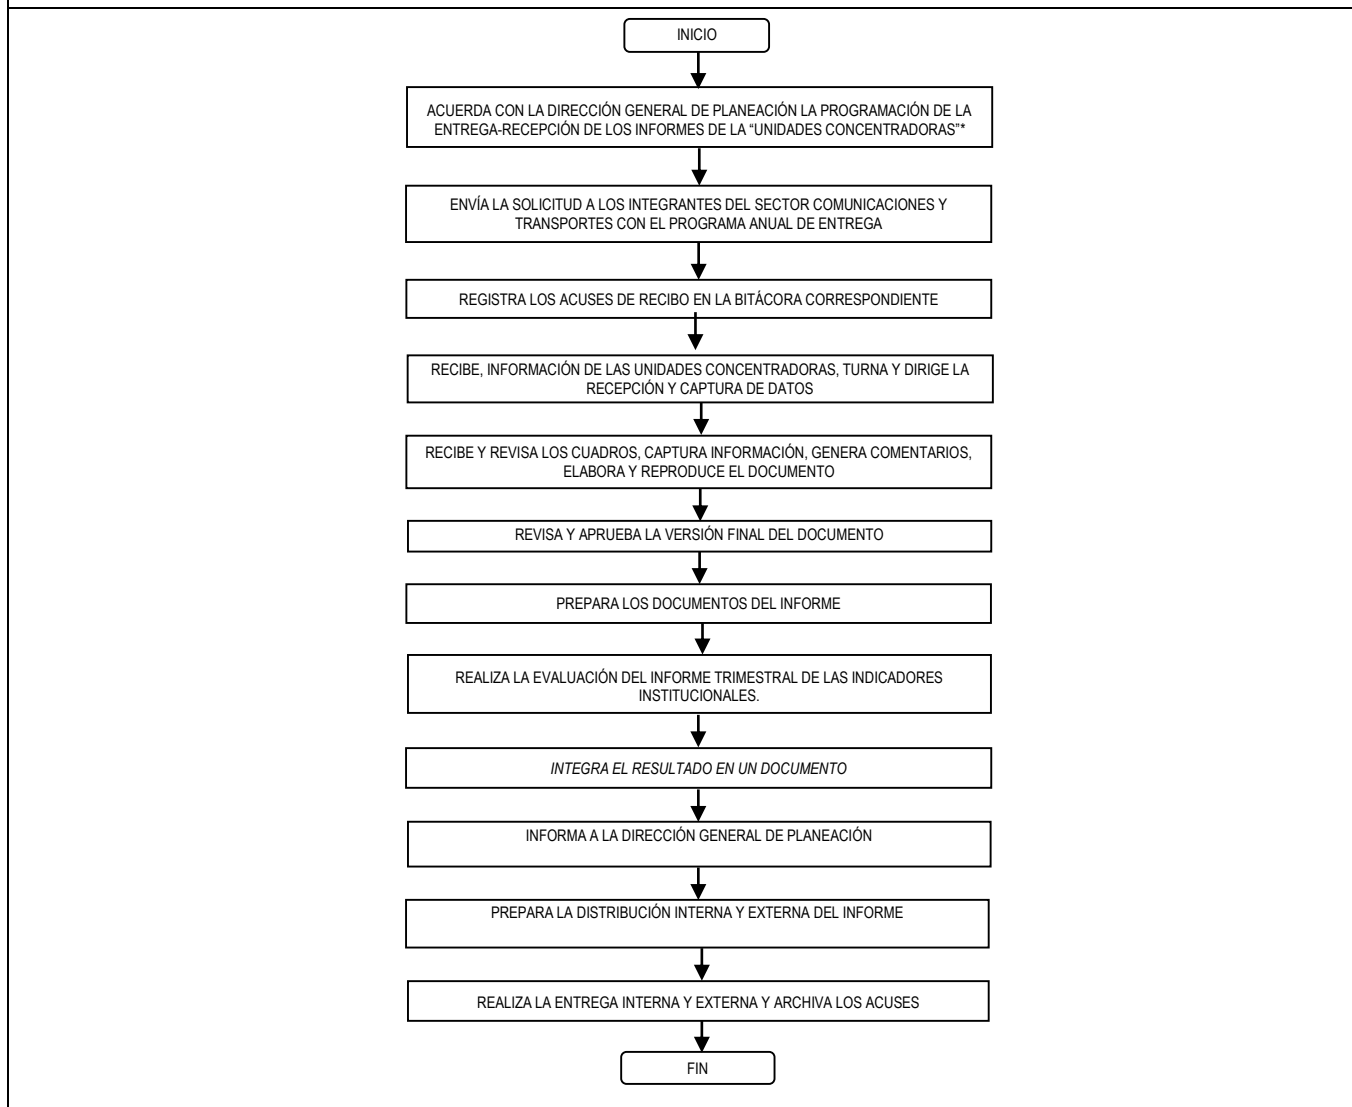 INICIO
ACUERDA CON LA DIRECCIÓN GENERAL DE PLANEACIÓN LA PROGRAMACIÓN DE LA
ENTREGA-RECEPCIÓN DE LOS INFORMES DE LA “UNIDADES CONCENTRADORAS”*
ENVÍA LA SOLICITUD A LOS INTEGRANTES DEL SECTOR COMUNICACIONES Y
TRANSPORTES CON EL PROGRAMA ANUAL DE ENTREGA
REGISTRA LOS ACUSES DE RECIBO EN LA BITÁCORA CORRESPONDIENTE
RECIBE, INFORMACIÓN DE LAS UNIDADES CONCENTRADORAS, TURNA Y DIRIGE LA
RECEPCIÓN Y CAPTURA DE DATOS
RECIBE Y REVISA LOS CUADROS, CAPTURA INFORMACIÓN, GENERA COMENTARIOS,
ELABORA Y REPRODUCE EL DOCUMENTO
REVISA Y APRUEBA LA VERSIÓN FINAL DEL DOCUMENTO
PREPARA LOS DOCUMENTOS DEL INFORME
REALIZA LA EVALUACIÓN DEL INFORME TRIMESTRAL DE LAS INDICADORES
INSTITUCIONALES.
INTEGRA EL RESULTADO EN UN DOCUMENTO
INFORMA A LA DIRECCIÓN GENERAL DE PLANEACIÓN
PREPARA LA DISTRIBUCIÓN INTERNA Y EXTERNA DEL INFORME
REALIZA LA ENTREGA INTERNA Y EXTERNA Y ARCHIVA LOS ACUSES
FIN